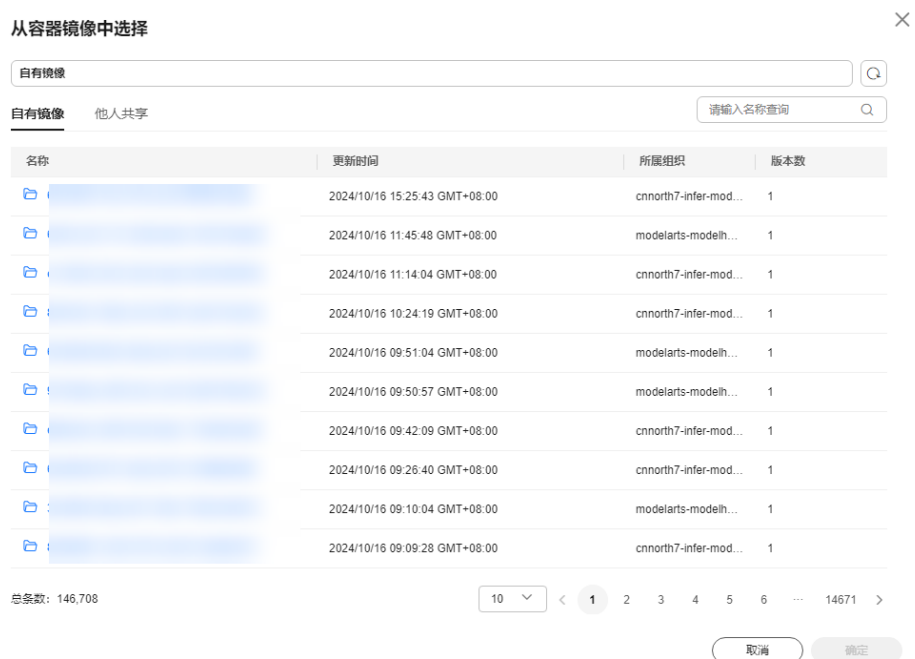 从容器镜像中选择
自有镜像
自有镜像 他人共享 请输入名称查询
名称 更新时间 所属组织 版本数
2024/10/16 15:25:43 GMT+08:00 cnnorth7-infer-mod... 1
2024/10/16 11:45:48 GMT+08:00 modelarts-modelh... 1
2024/10/16 11:14:04 GMT+08:00 cnnorth7-infer-mod... 1
2024/10/16 10:24:19 GMT+08:00 cnnorth7-infer-mod... 1
2024/10/16 09:51:04 GMT+08:00 modelarts-modelh... 1
2024/10/16 09:50:57 GMT+08:00 modelarts-modelh... 1
2024/10/16 09:42:09 GMT+08:00 cnnorth7-infer-mod... 1
2024/10/16 09:26:40 GMT+08:00 cnnorth7-infer-mod... 1
2024/10/16 09:10:04 GMT+08:00 modelarts-modelh... 1
2024/10/16 09:09:28 GMT+08:00 cnnorth7-infer-mod... 1
总条数：146,708 10 < 1 2 3 4 5 6 ... 14671 >
取消 确定